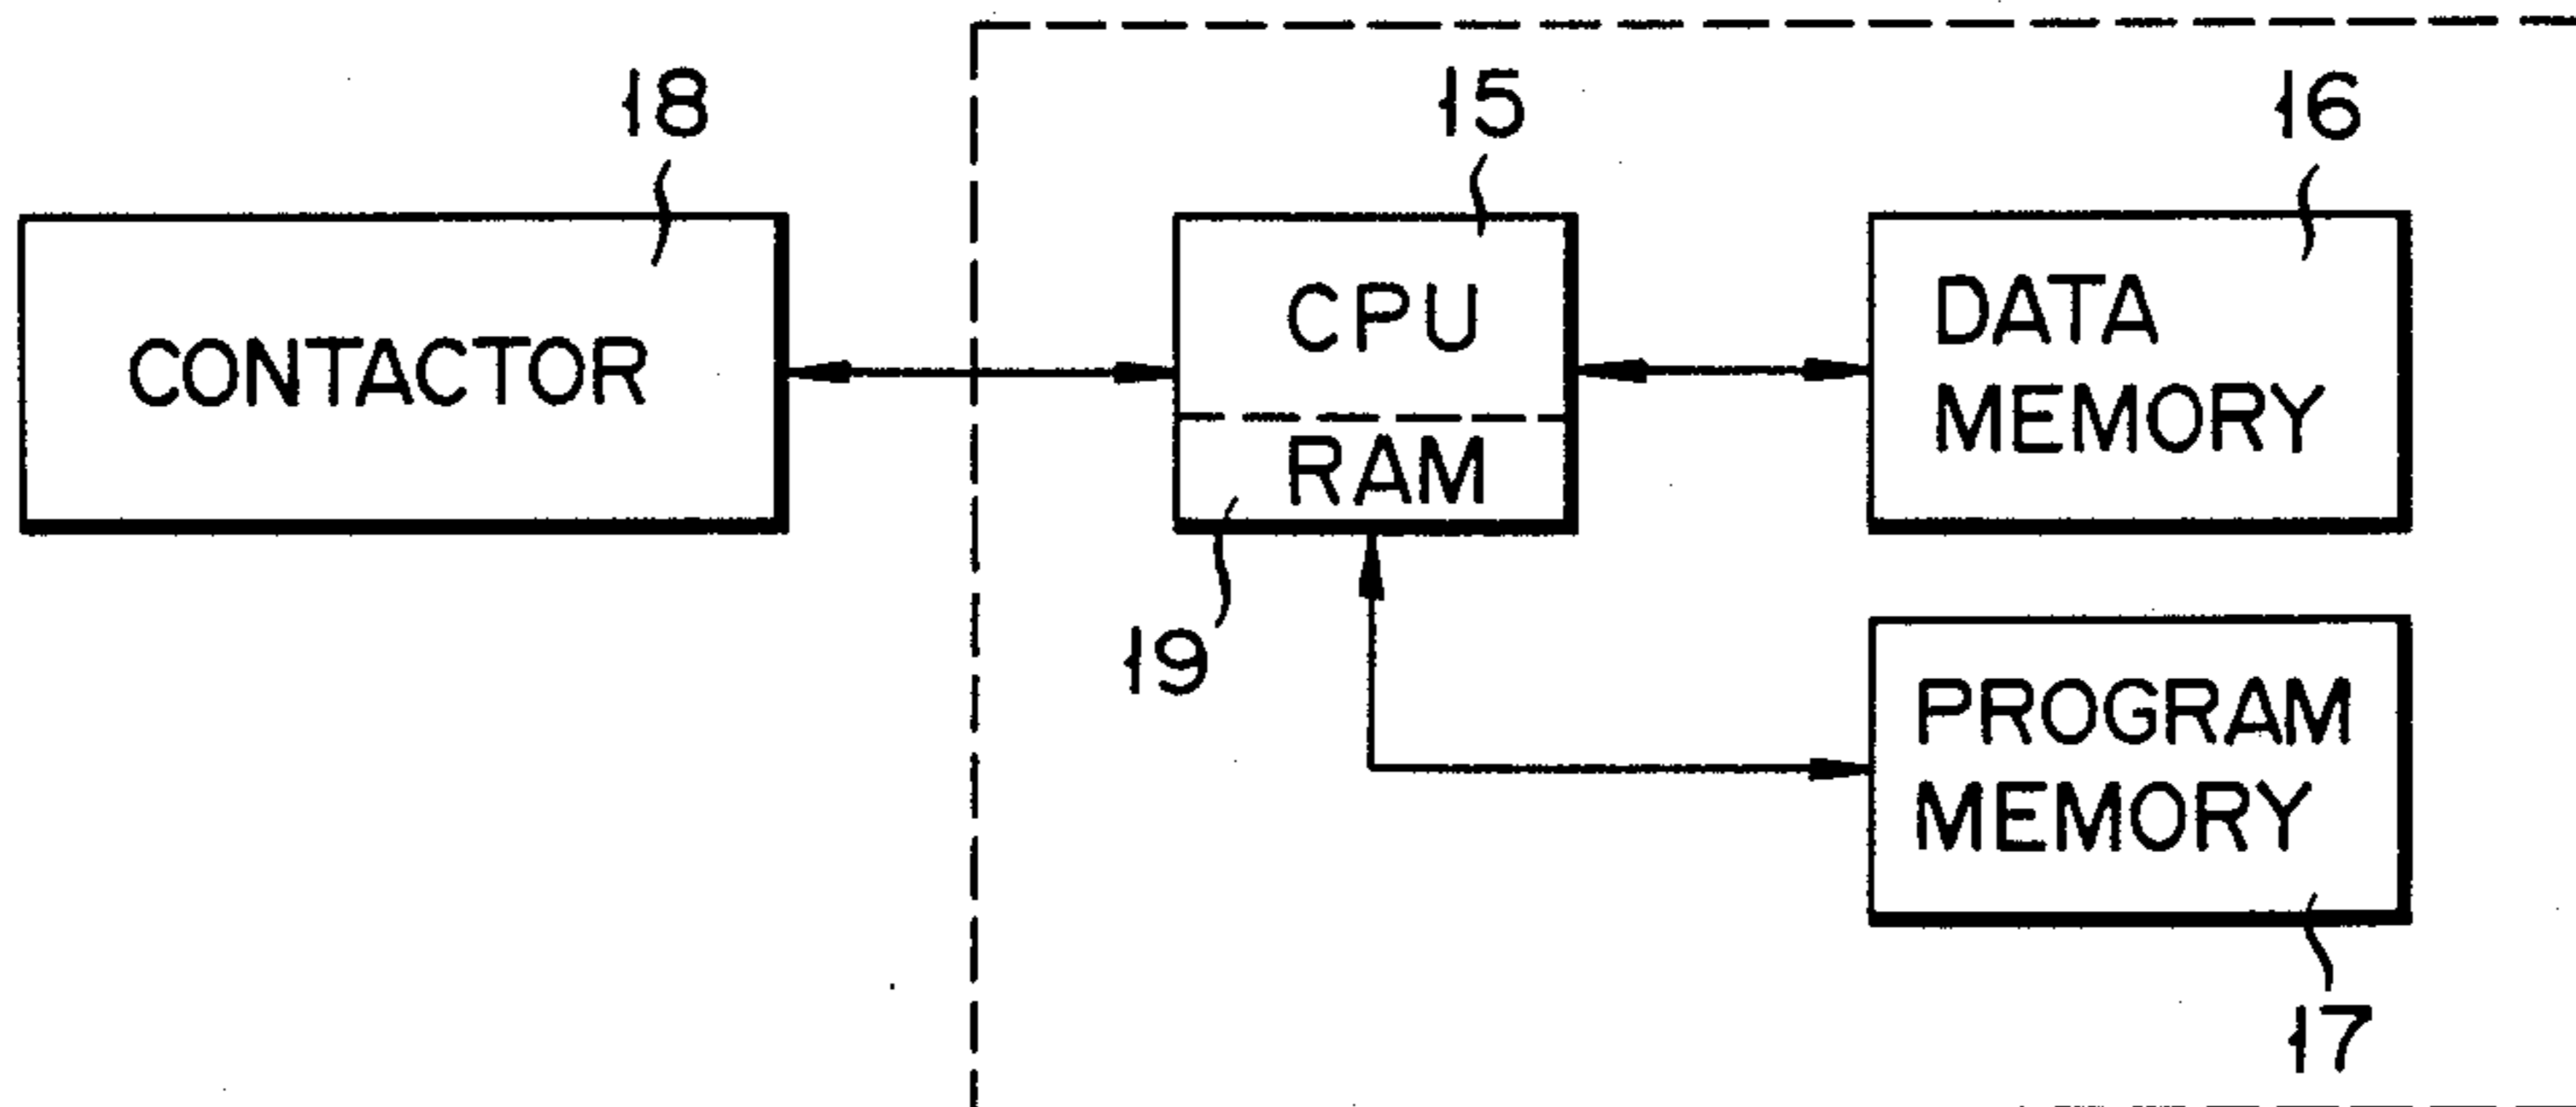 18
15
16
CONTACTOR
CPU
RAM
DATA
MEMORY
19
PROGRAM
MEMORY
17